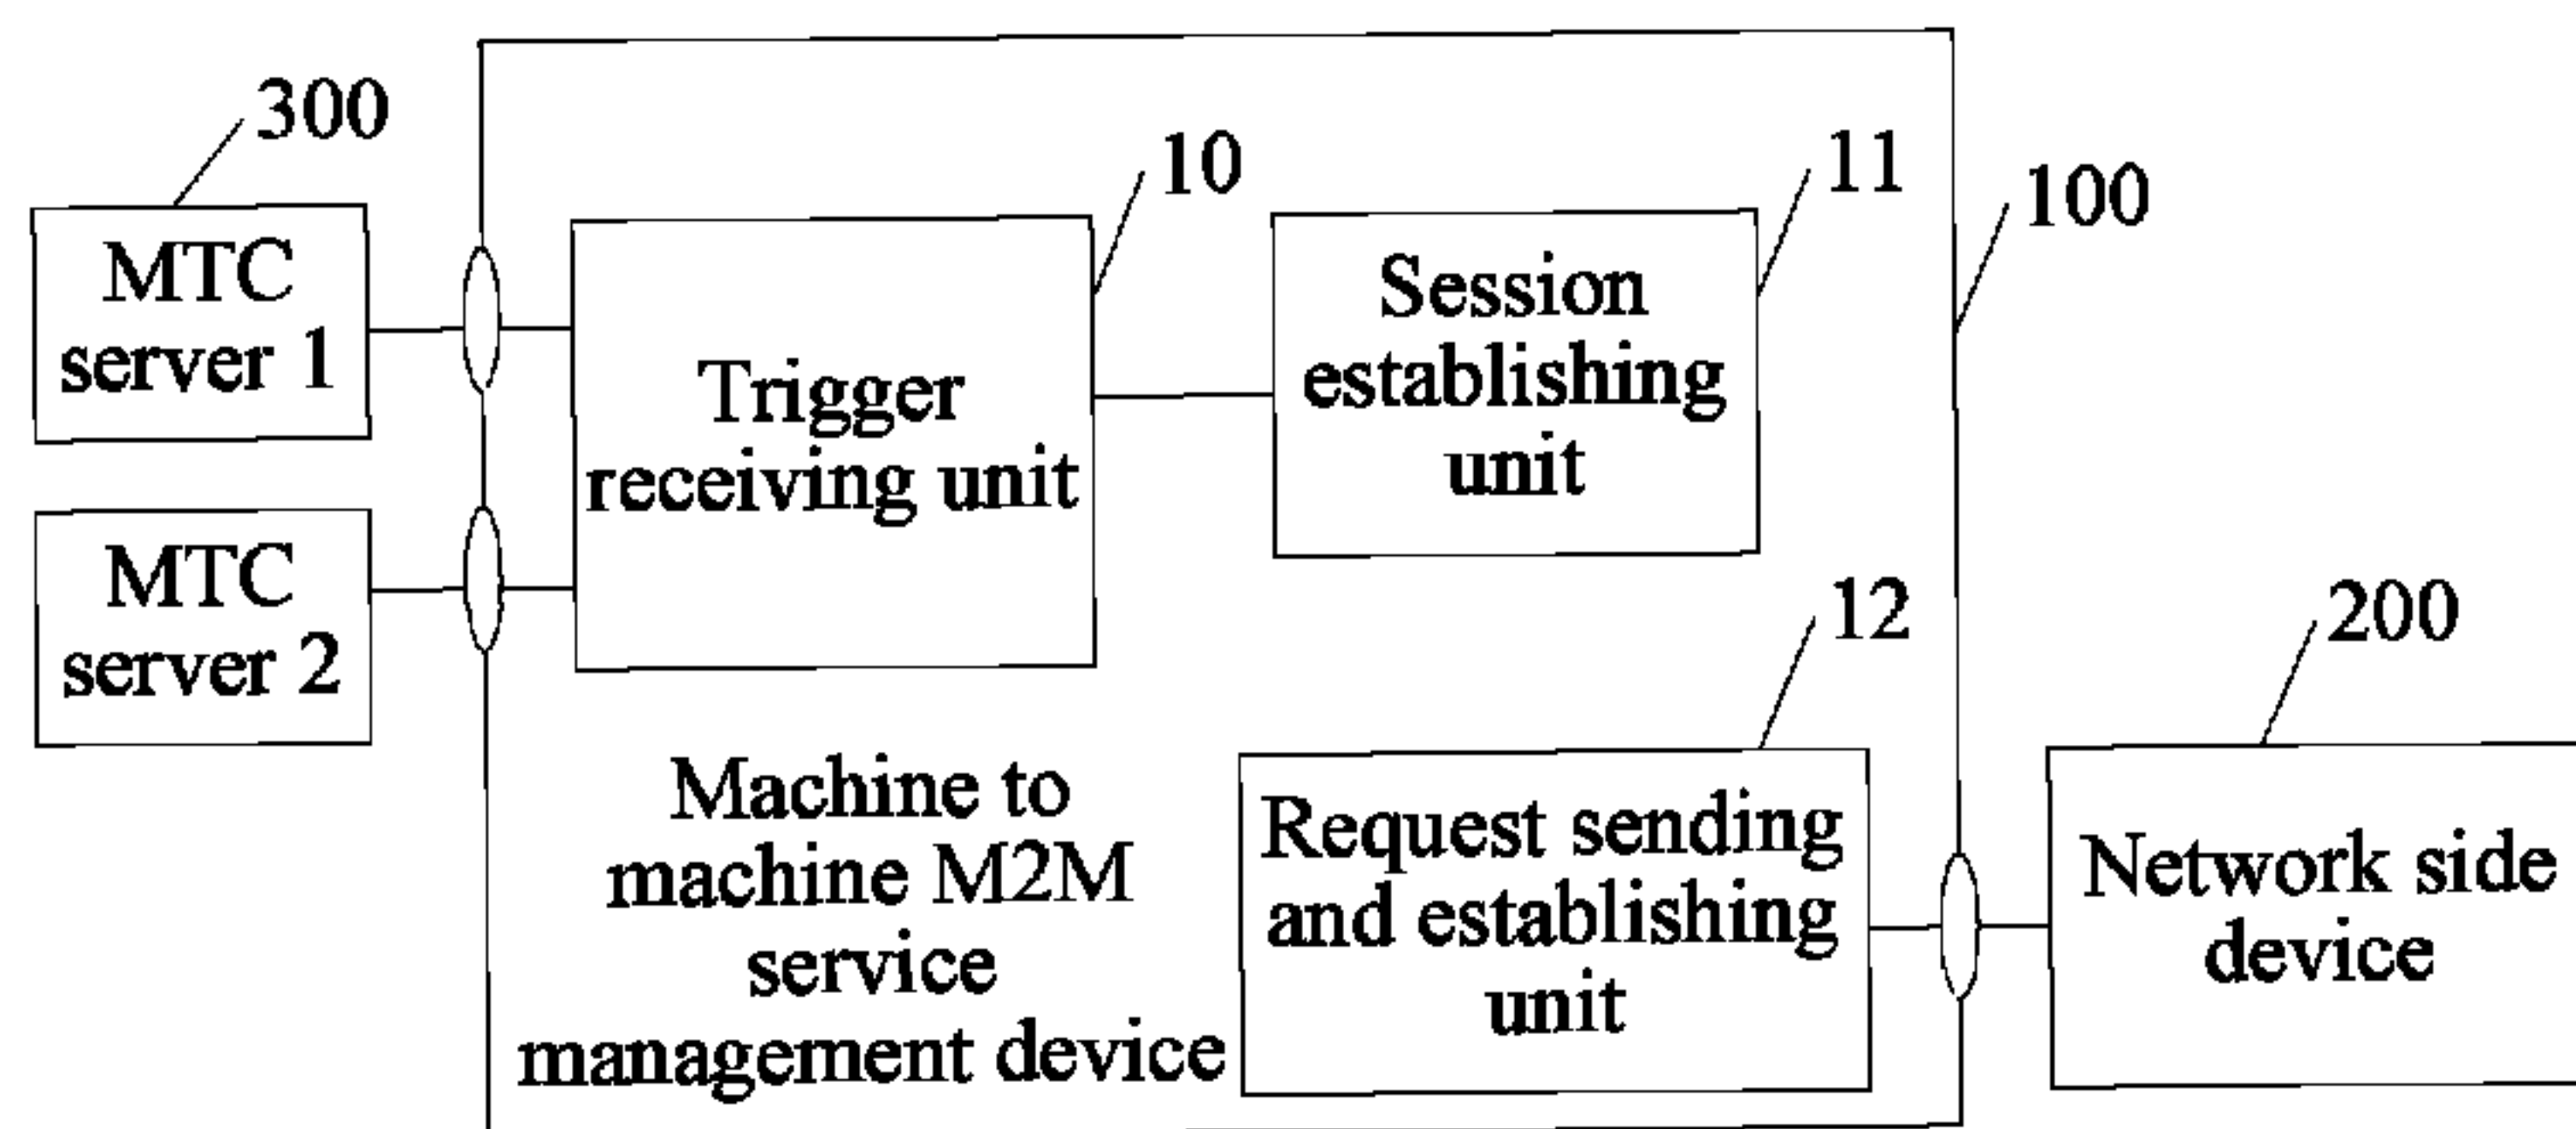 300
MTC
server 1
MTC
server 2
10
Trigger
receiving unit
11
Session
establishing
unit
100
12
Request sending
and establishing
unit
Machine to
machine M2M
service
management device
200
Network side
device